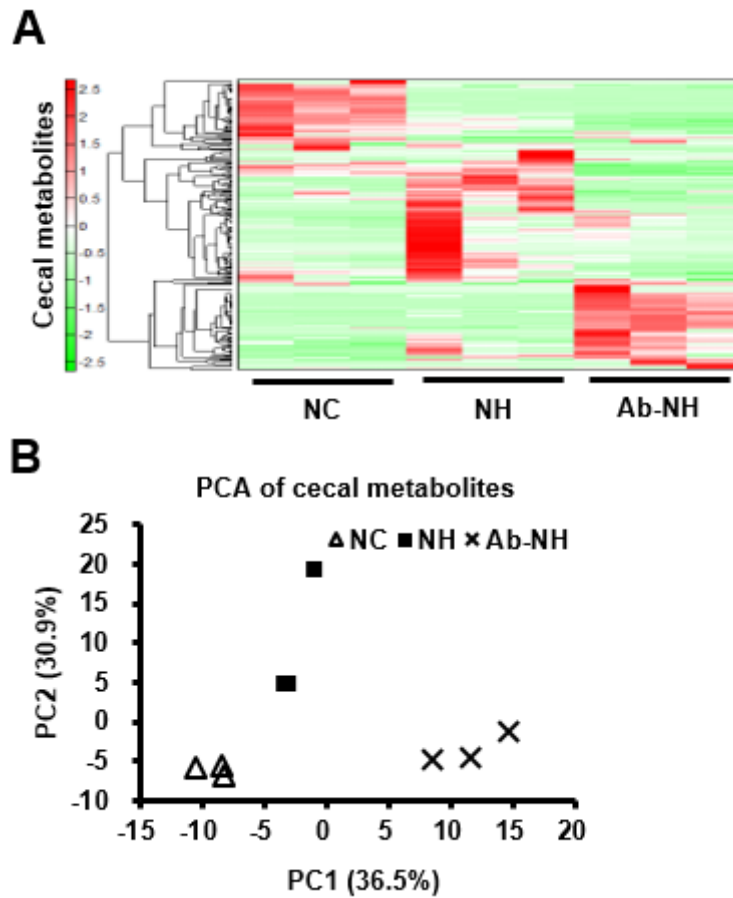 A
Cecal metabolites
2.5
2
1.5
1
0.5
0
-0.5
-1
-1.5
-2
-2.5
NC NH Ab-NH
B
PCA of cecal metabolites
NC NH Ab-NH
PC2 (30.9%)
25
20
15
10
5
0
-5
-10
-15 -10 -5 0 5 10 15 20
PC1 (36.5%)